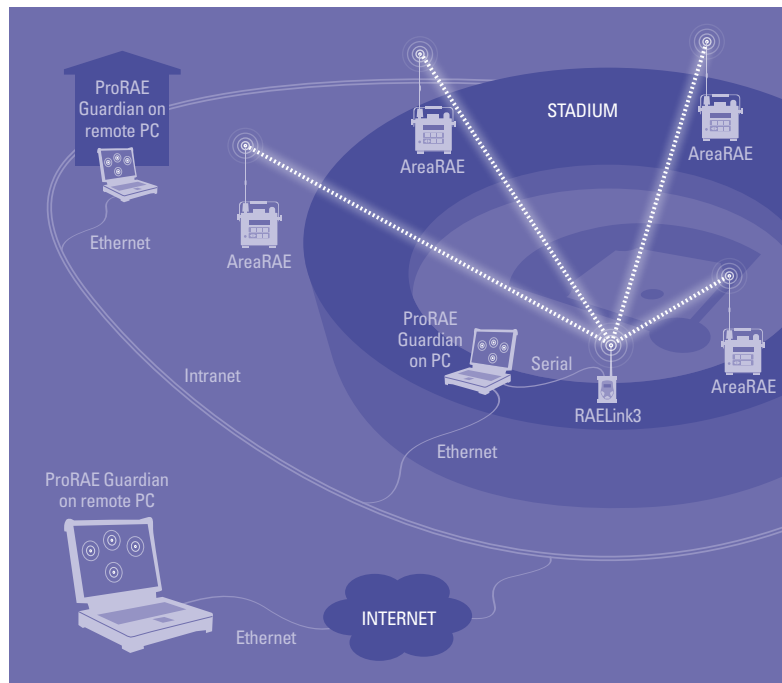 ProRAE
Guardian on
remote PC
Ethernet
AreaRAE
AreaRAE
STADIUM
AreaRAE
ProRAE
Guardian
on PC
Serial
RAELink3
AreaRAE
Intranet
Ethernet
ProRAE Guardian
on remote PC
Ethernet
INTERNET